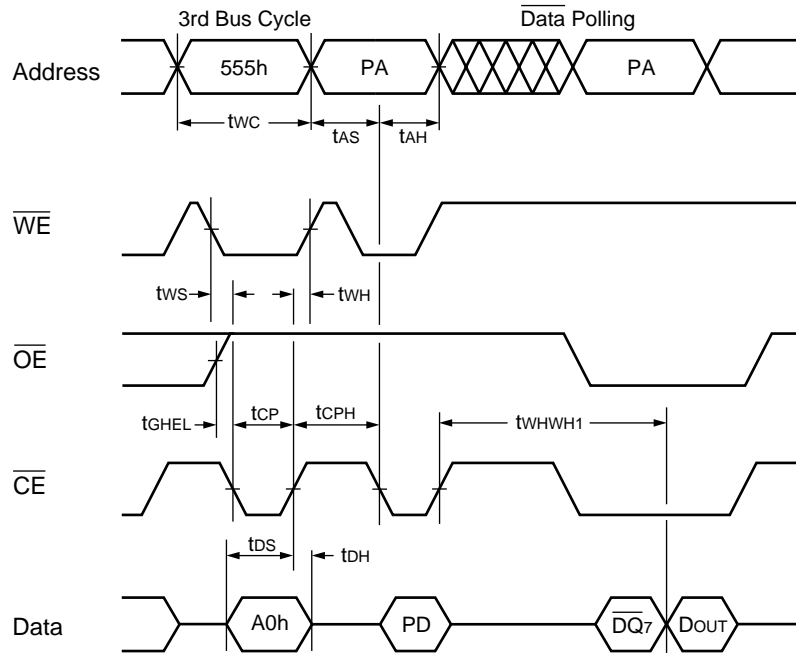 3rd Bus Cycle Data Polling
Address 555h PA PA
tWC tAS tAH
WE
tWS tWH
OE
tGHEL tCP tCPH tWHWH1
CE
tDS tDH
Data A0h PD DQ7 DOUT